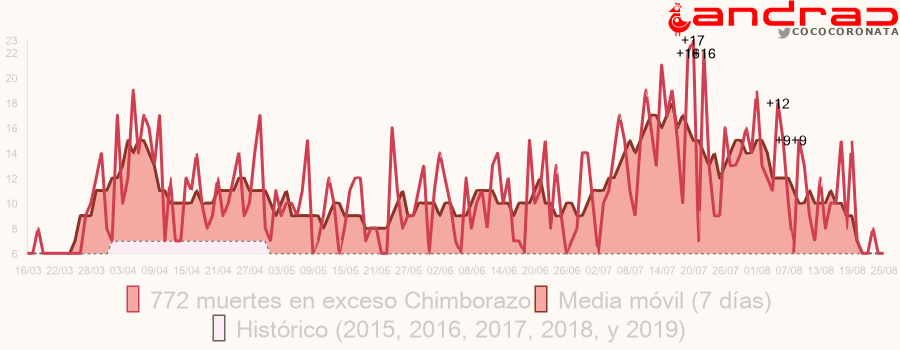 andrab
COCOCORONATA
+17
+16 16
+12
+9 +9
23
22
20
18
16
14
12
10
8
6
16/03 22/03 28/03 03/04 09/04 15/04 21/04 27/04 03/05 09/05 15/05 21/05 27/05 02/06 08/06 14/06 20/06 26/06 02/07 08/07 14/07 20/07 26/07 01/08 07/08 13/08 19/08 25/08
772 muertes en exceso Chimborazo Media móvil (7 días)
Histórico (2015, 2016, 2017, 2018, y 2019)